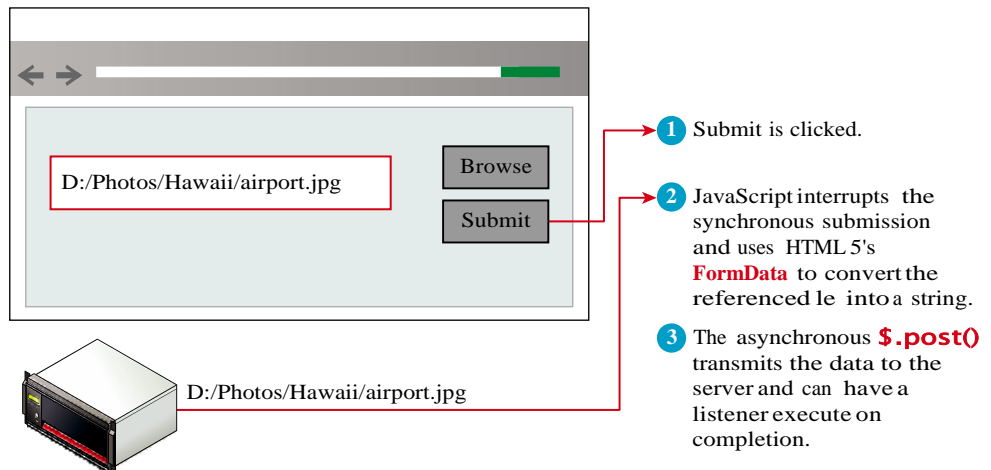 D:/Photos/Hawaii/airport.jpg
Browse
Submit
1 Submit is clicked.
2 JavaScript interrupts the
synchronous submission
and uses HTML 5's
FormData to convert the
referenced le into a string.
3 The asynchronous $.post()
transmits the data to the
server and can have a
listener execute on
completion.
D:/Photos/Hawaii/airport.jpg